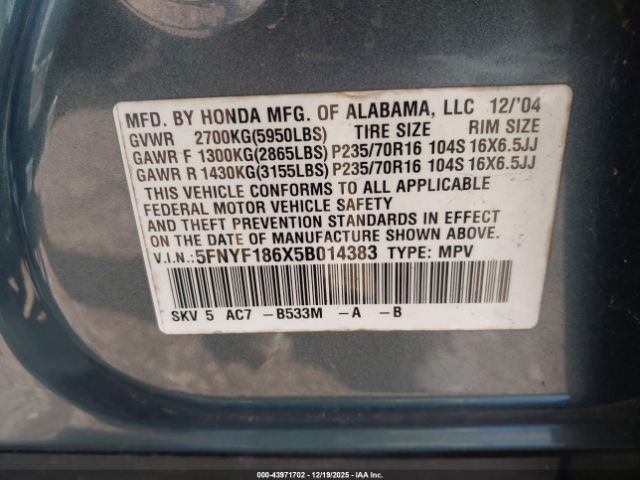 MFD. BY HONDA MFG. OF ALABAMA, LLC 12/'04
GVWR 2700KG(5950LBS) TIRE SIZE RIM SIZE
GAWR F 1300KG(2865LBS) P235/70R16 104S 16X6.5JJ
GAWR R 1430KG(3155LBS) P235/70R16 104S 16X6.5JJ
THIS VEHICLE CONFORMS TO ALL APPLICABLE
FEDERAL MOTOR VEHICLE SAFETY
AND THEFT PREVENTION STANDARDS IN EFFECT
ON THE DATE OF MANUFACTURE SHOWN ABOVE.
V.I.N.: 5FNYF186X5B014383 TYPE: MPV
SKV 5 AC7 -B533M -A -B
000-43971702 - 12/19/2025 - IAAI.COM